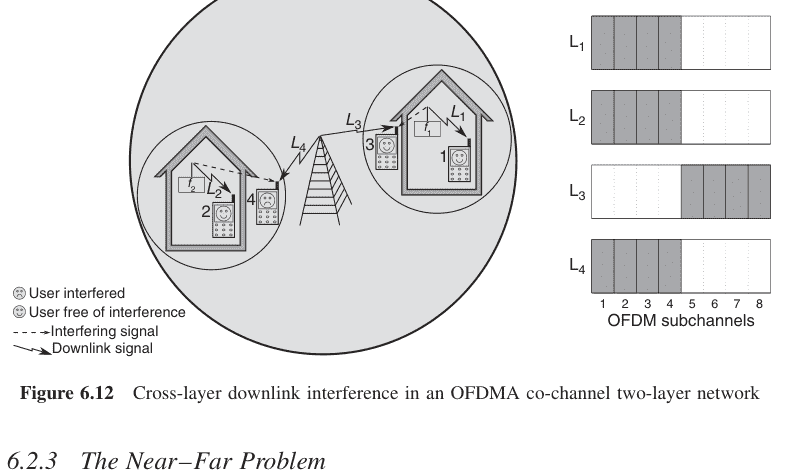 L1
L2
L3
L4
1 2 3 4 5 6 7 8
OFDM subchannels
L3
L4
L1
f1
3
1
f2
L2
2
4
User interfered
User free of interference
Interfering signal
Downlink signal
Figure 6.12 Cross-layer downlink interference in an OFDMA co-channel two-layer network
6.2.3 The Near–Far Problem